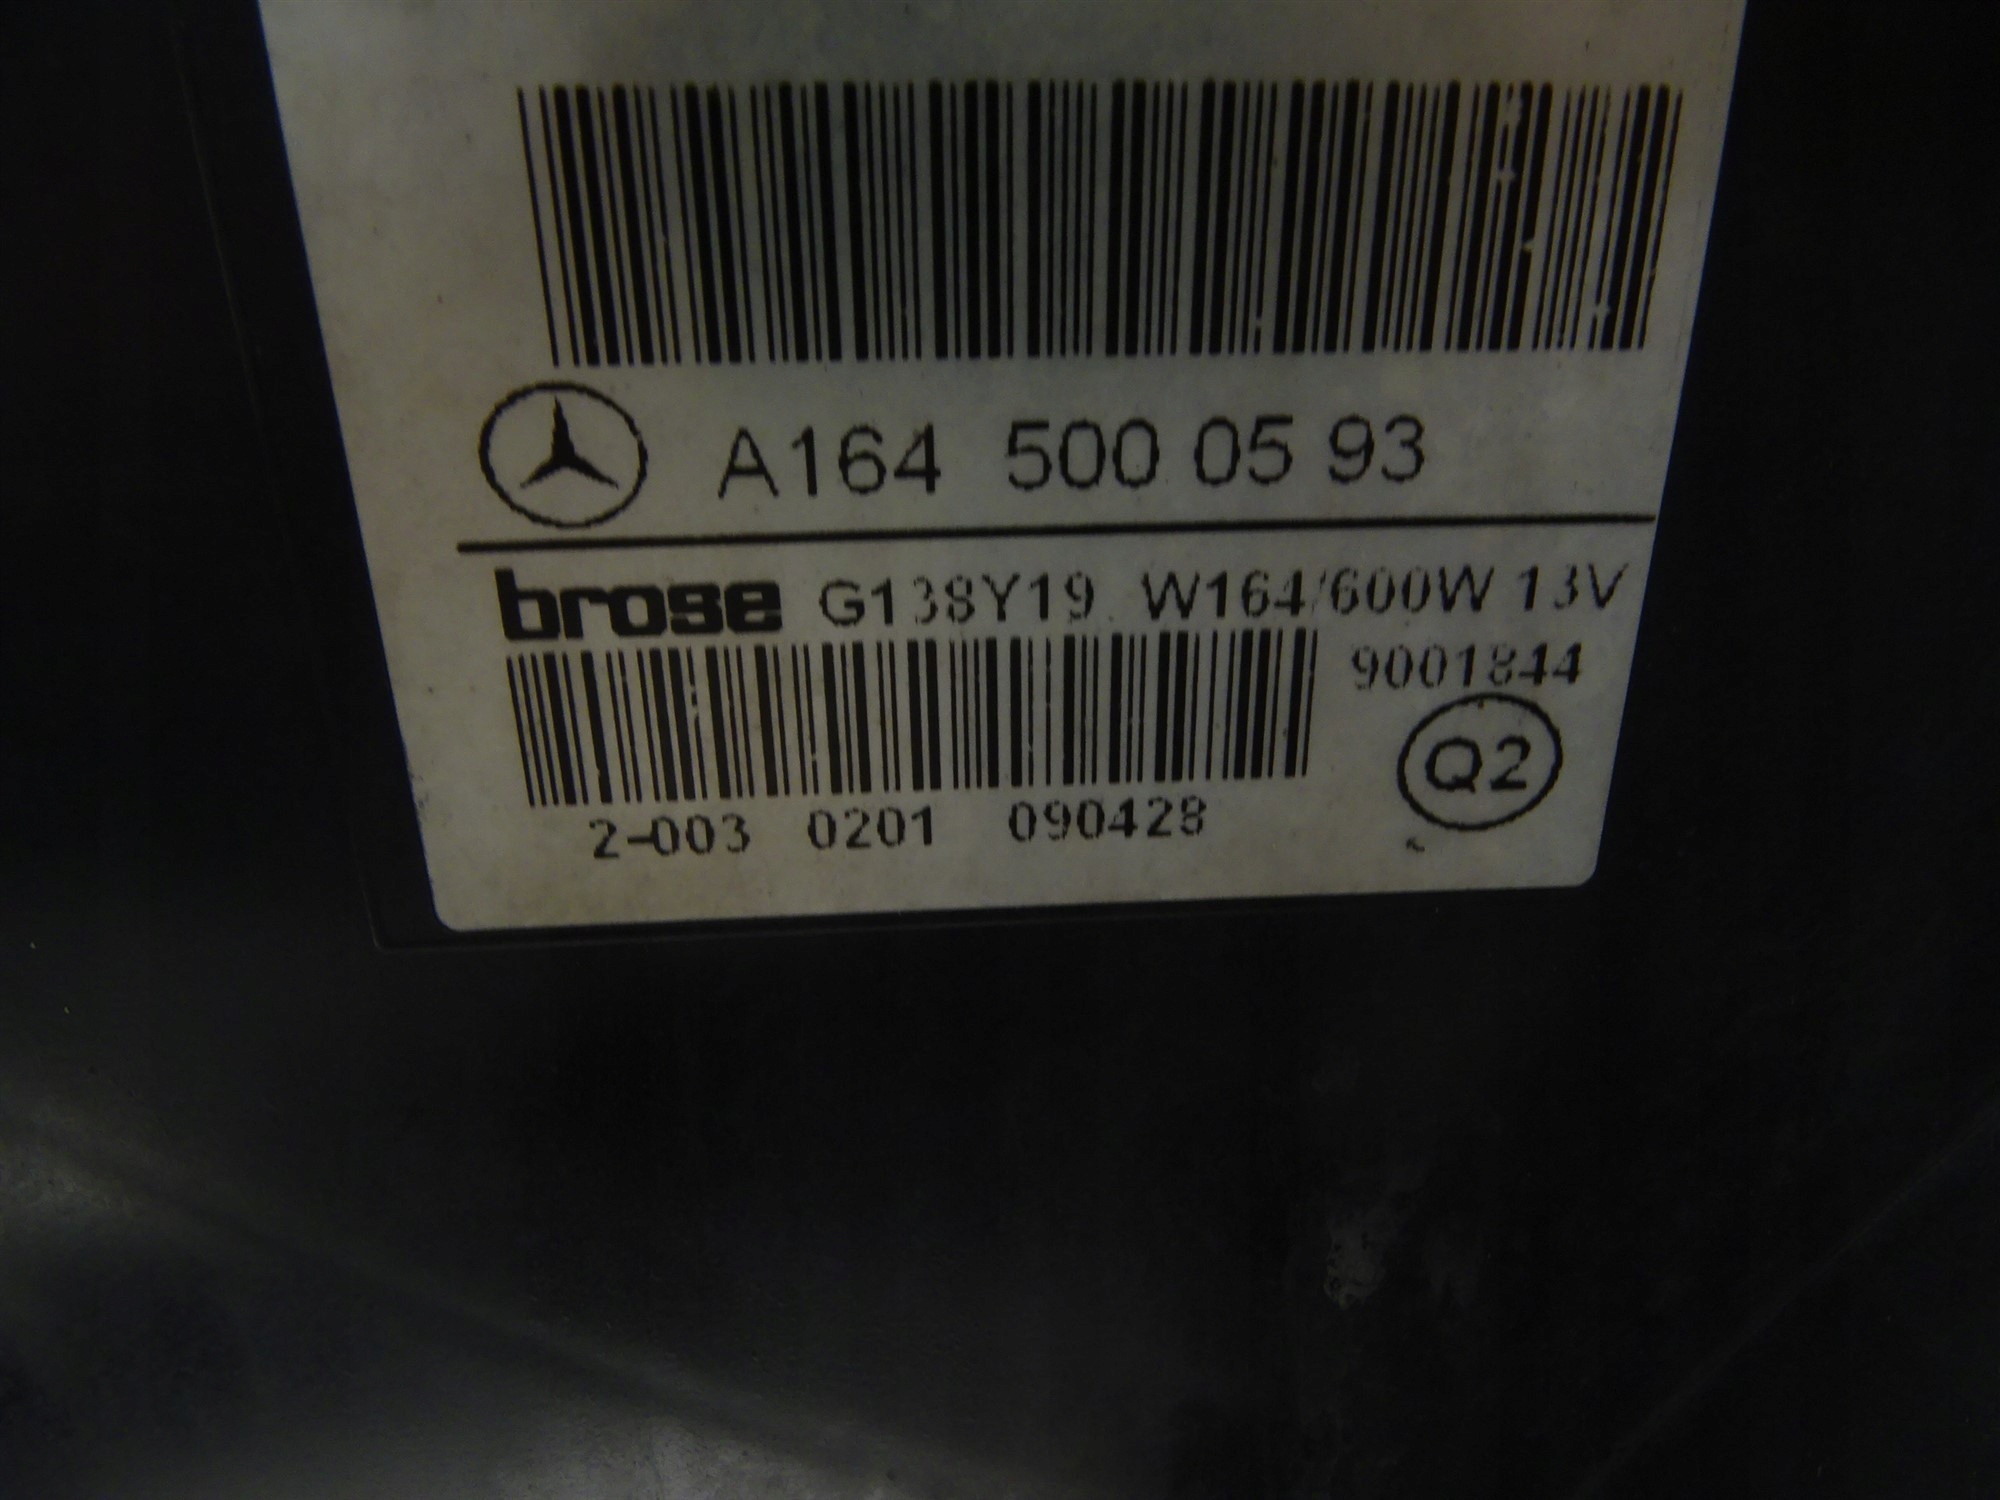 A164 500 05 93
brose G138Y19 W164/600W 13V
9001844
Q2
2-003 0201 090428